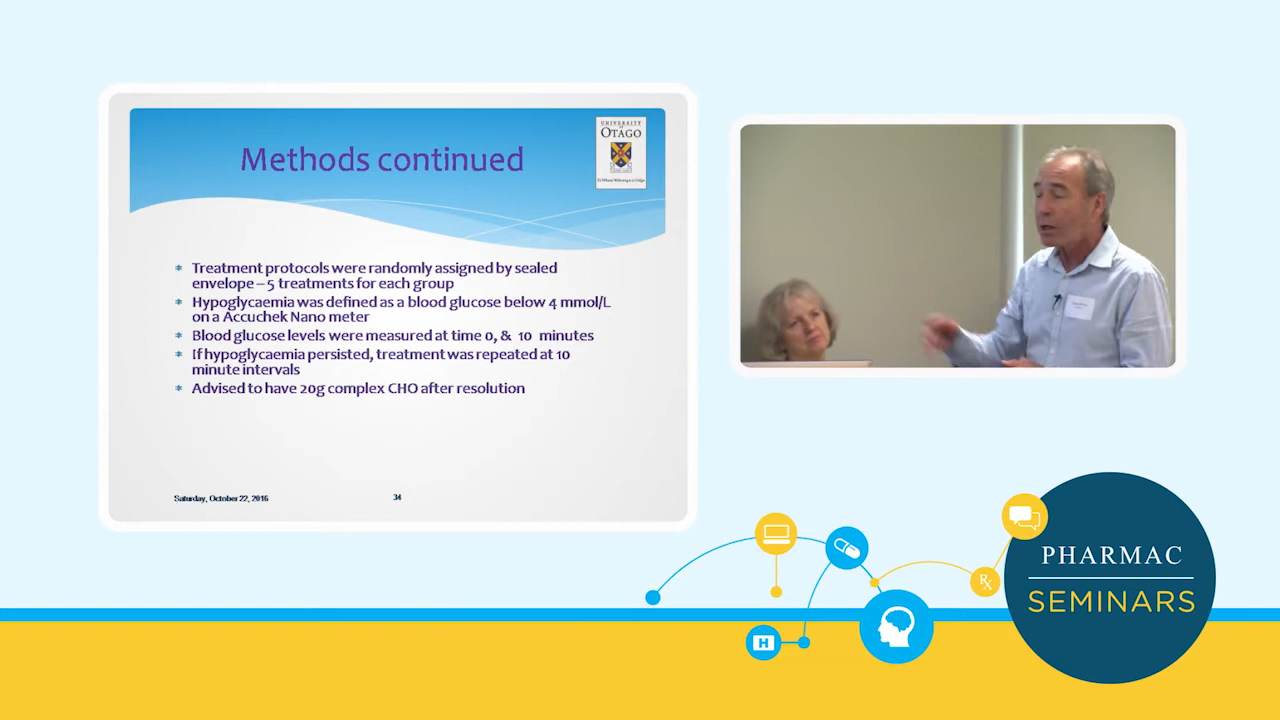 Methods continued
UNIVERSITY
of
OTAGO
Treatment protocols were randomly assigned by sealed
envelope – 5 treatments for each group
Hypoglycaemia was defined as a blood glucose below 4 mmol/L
on a Accuchek Nano meter
Blood glucose levels were measured at time 0, & 10 minutes
If hypoglycaemia persisted, treatment was repeated at 10
minute intervals
Advised to have 20g complex CHO after resolution
Saturday, October 22, 2016
34
H
Rx
PHARMAC
SEMINARS